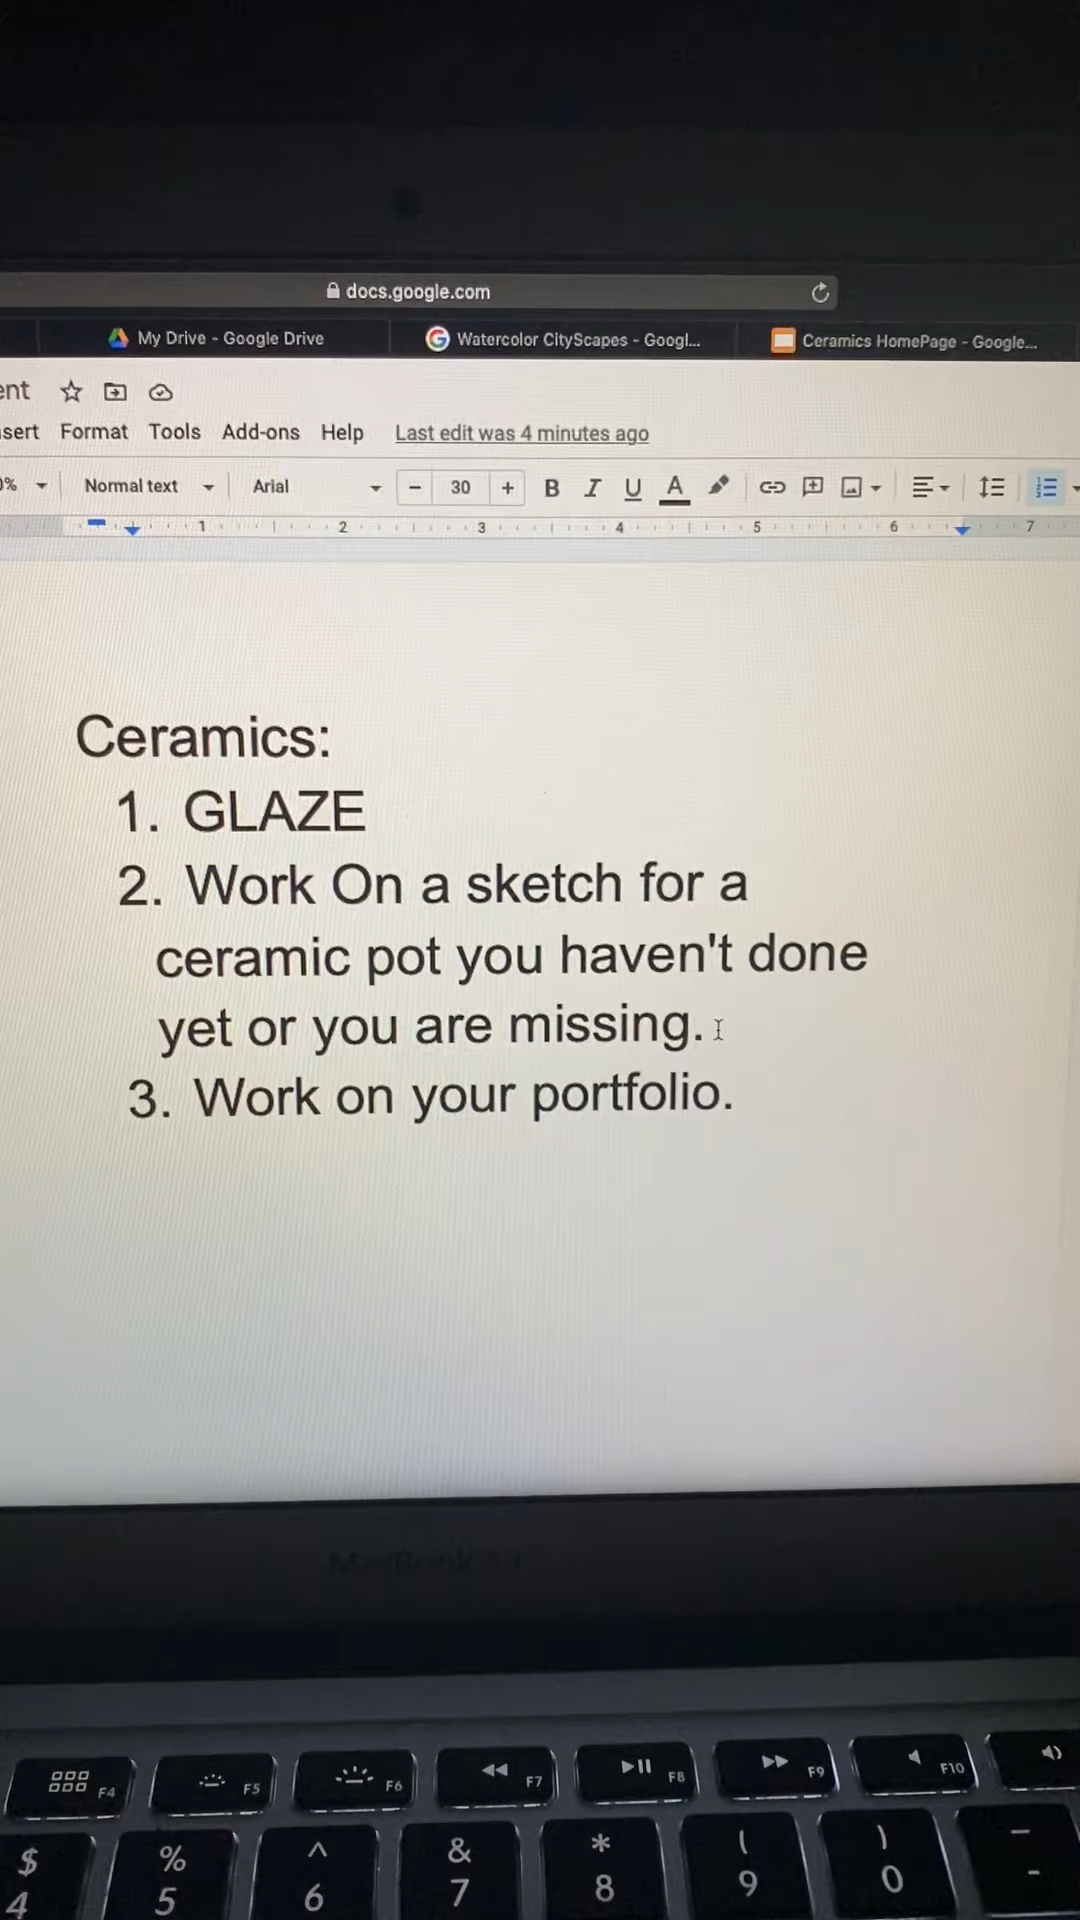 docs.google.com
My Drive - Google Drive
Watercolor CityScapes - Googl...
Ceramics HomePage - Google...
ent
sert Format Tools Add-ons Help Last edit was 4 minutes ago
0% Normal text Arial - 30 + B I U A
1 2 3 4 5 6 7
Ceramics:
1. GLAZE
2. Work On a sketch for a
ceramic pot you haven't done
yet or you are missing.
3. Work on your portfolio.
MacBook Air
F4 F5 F6 F7 F8 F9 F10
$ % ^ & * ( ) _
4 5 6 7 8 9 0 -